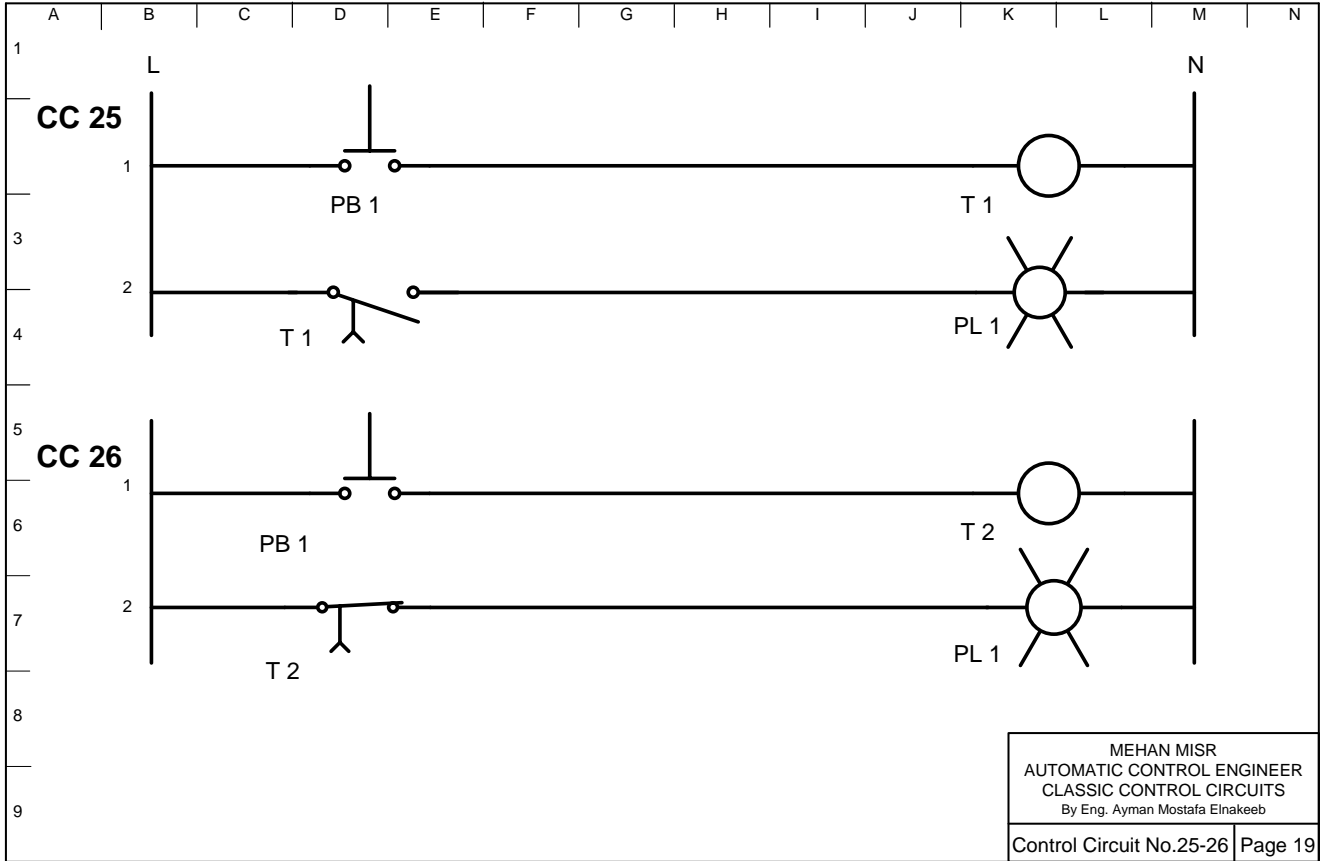 A B C D E F G H I J K L M N
1
L N
CC 25
1
PB 1 T 1
3
2
T 1 PL 1
4
5
CC 26
1
6
PB 1 T 2
2
7
T 2 PL 1
8
MEHAN MISR
AUTOMATIC CONTROL ENGINEER
CLASSIC CONTROL CIRCUITS
By Eng. Ayman Mostafa Elnakeeb
9
Control Circuit No.25-26 Page 19